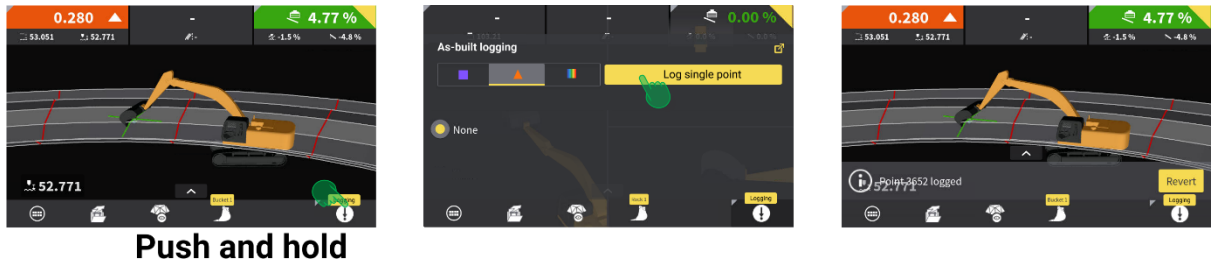 0.280
-
4.77 %
53.051
52.771
-
-1.5 %
-4.8 %
52.771
Bucket 1
Logging
Push and hold
-
-
0.00 %
-
As-built logging
Log single point
None
Logging
0.280
-
4.77 %
53.051
52.771
-
-1.5 %
-4.8 %
Point 3652 logged
52.771
Revert
Bucket 1
Logging